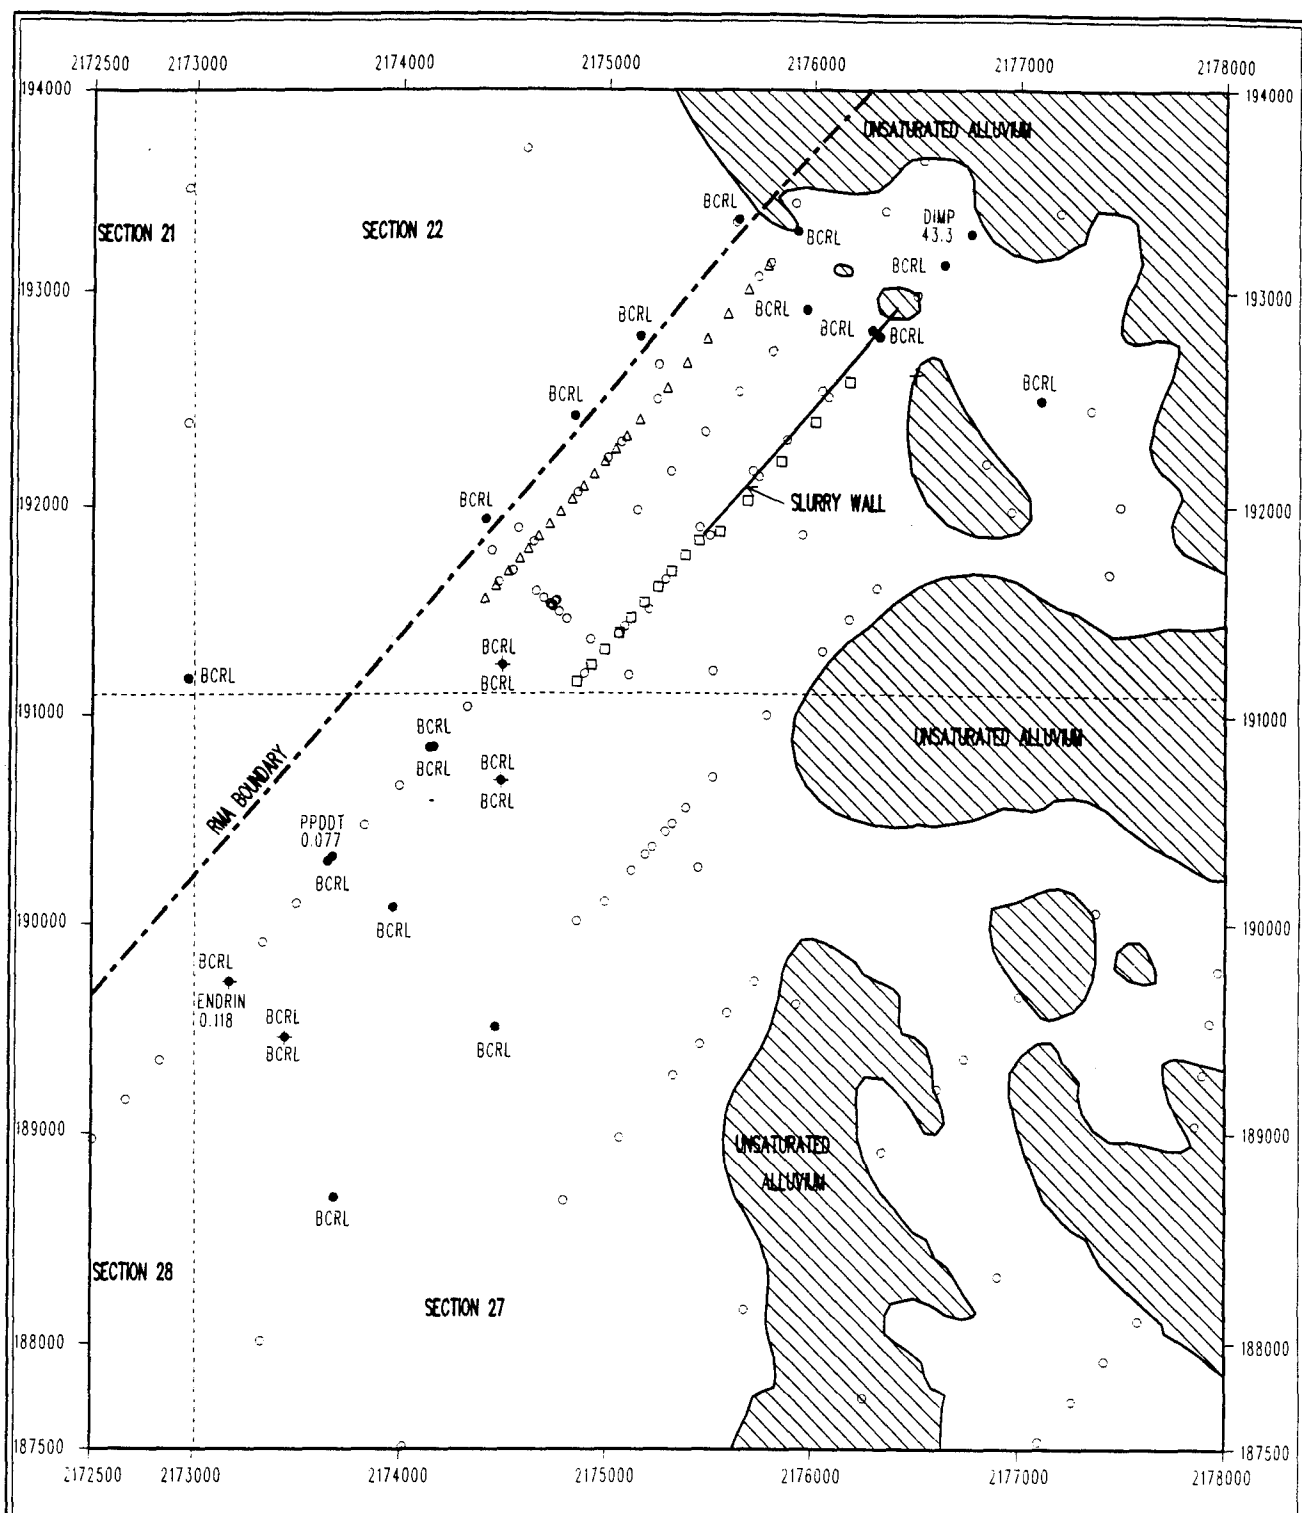 2172500 2173000 2174000 2175000 2176000 2177000 2178000
194000 194000
UNSATURATED ALLUVIUM
BCRL
DIMP
43.3
SECTION 21 SECTION 22
BCRL
BCRL
193000 193000
BCRL
BCRL BCRL
BCRL
BCRL
BCRL
BCRL
192000 192000
SLURRY WALL
BCRL
BCRL
BCRL
191000 191000
BCRL
UNSATURATED ALLUVIUM
BCRL
BCRL
BCRL
RMA BOUNDARY
PPDDT
0.077
BCRL
190000 190000
BCRL
BCRL
ENDRIN
0.118
BCRL
BCRL
BCRL
189000 189000
UNSATURATED
ALLUVIUM
BCRL
SECTION 28
SECTION 27
188000 188000
187500 187500
2172500 2173000 2174000 2175000 2176000 2177000 2178000